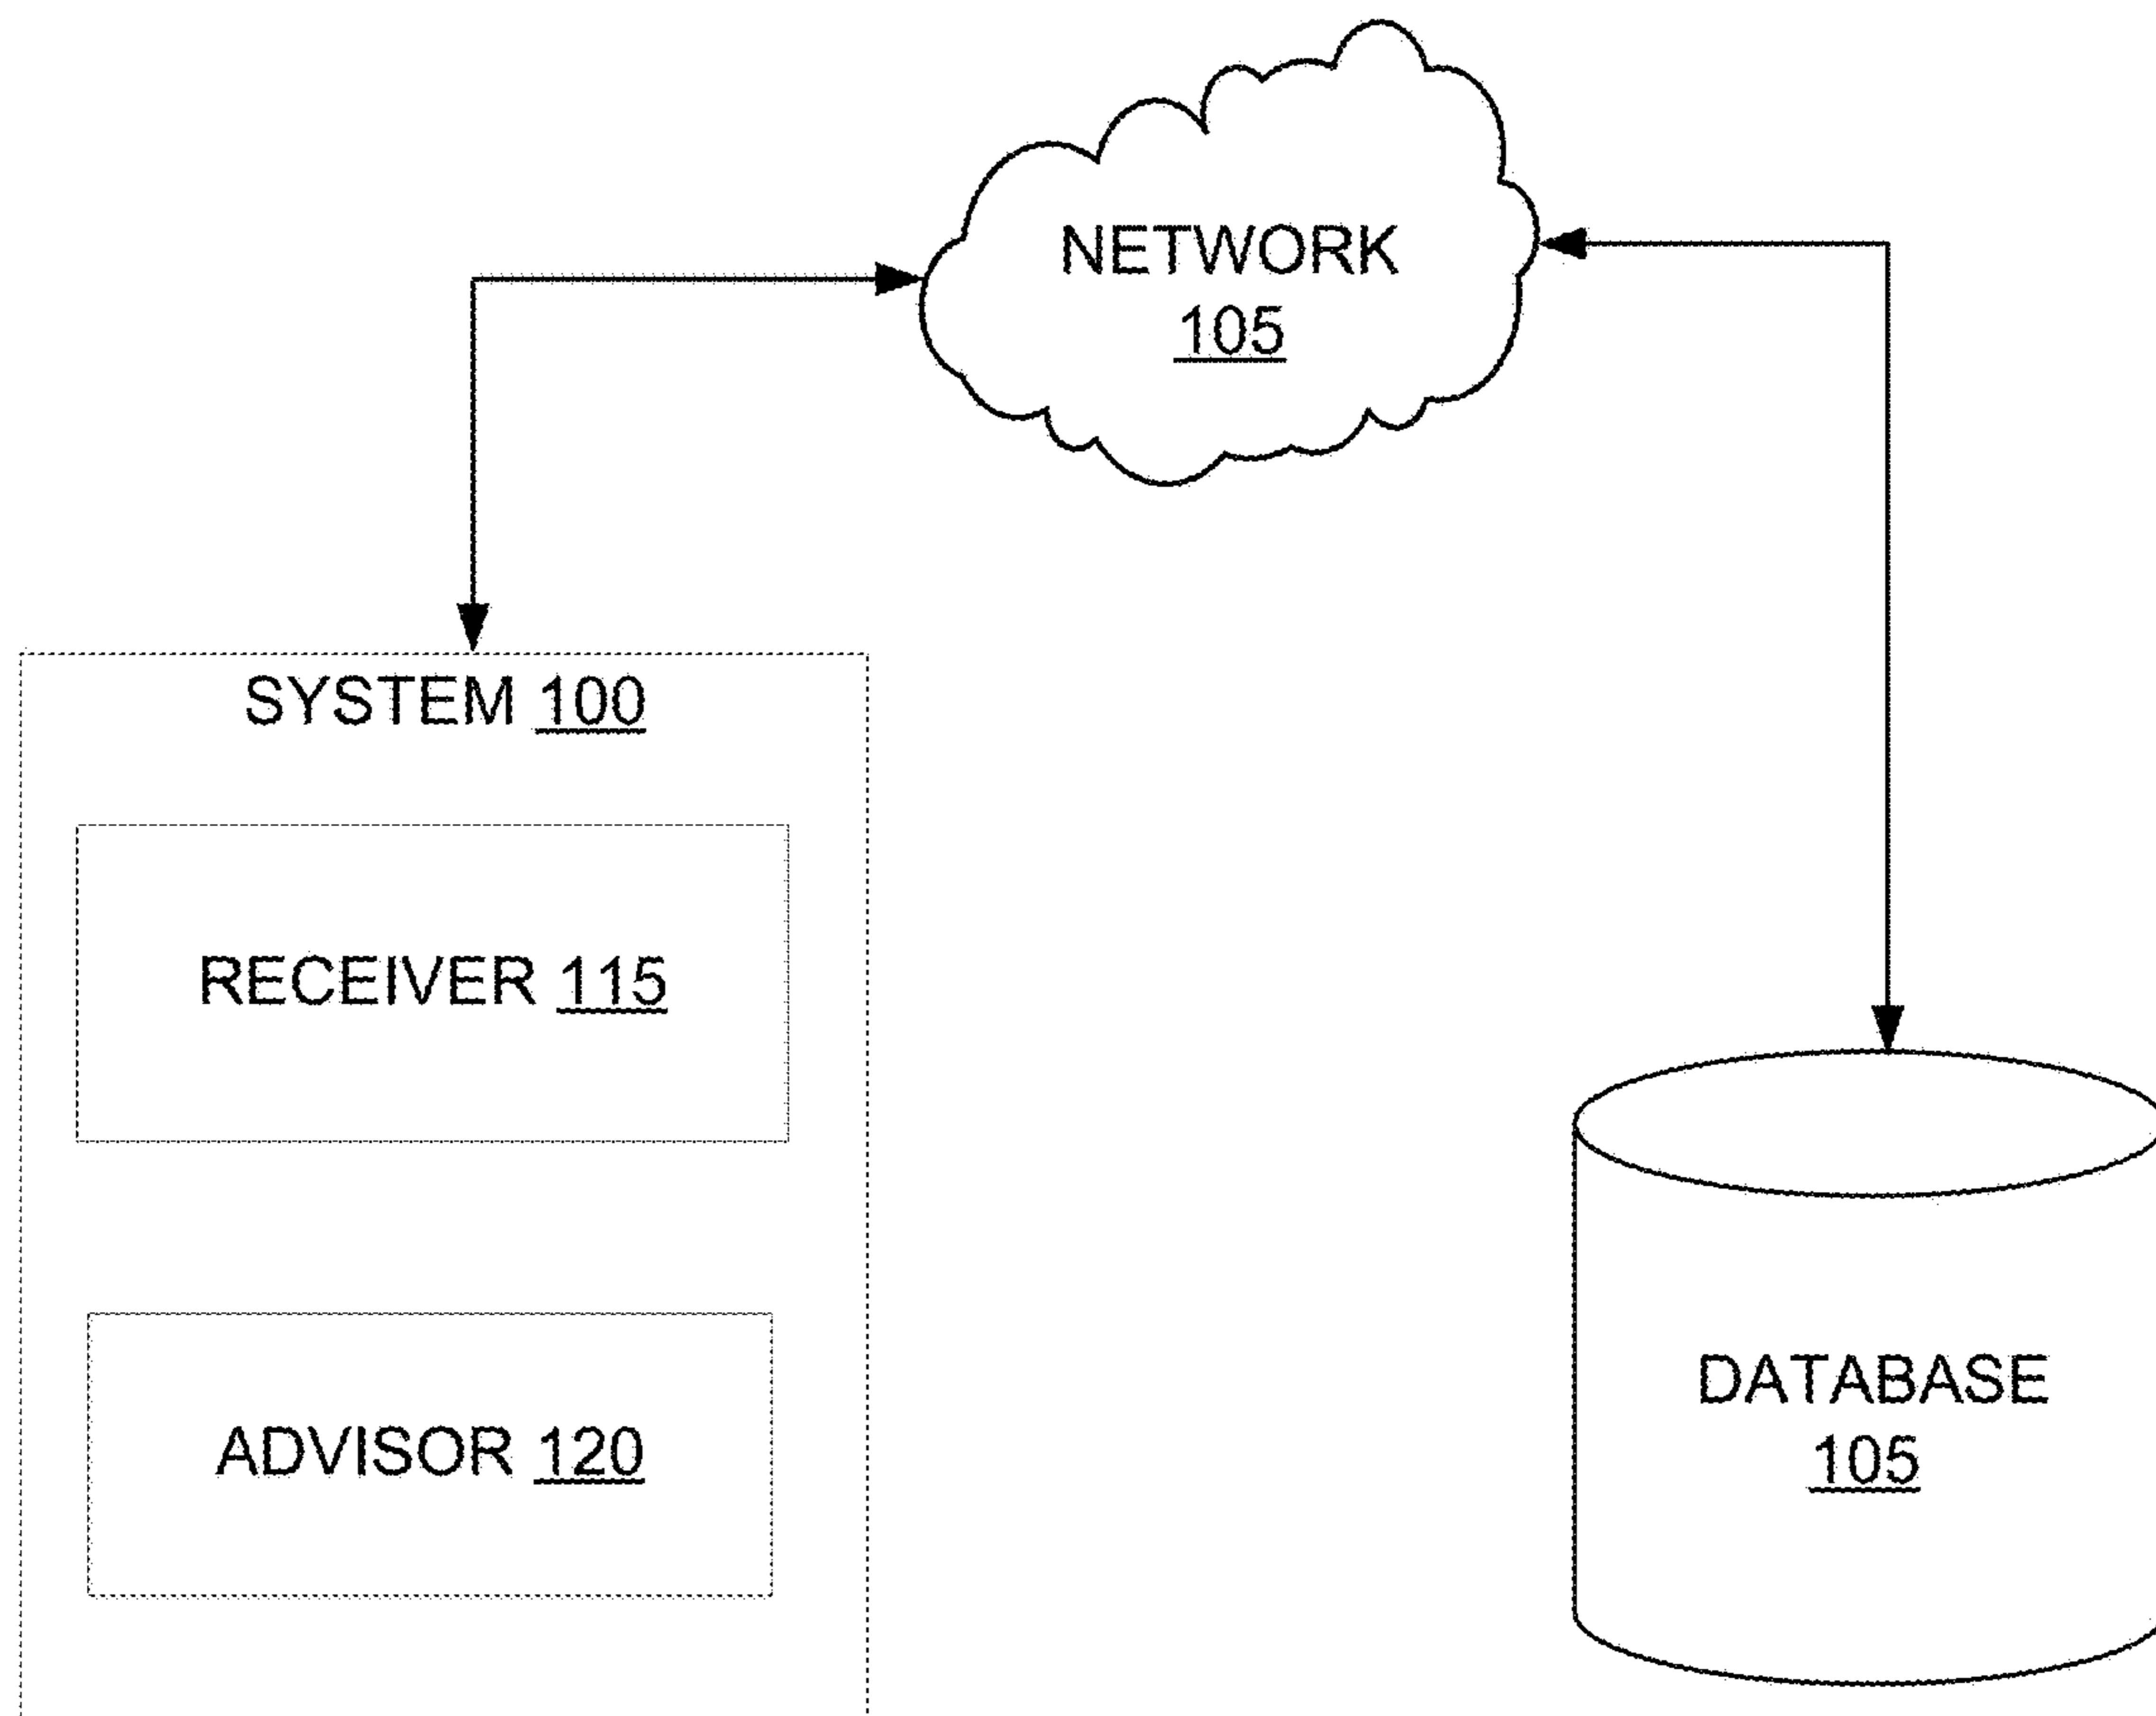 NETWORK
105
SYSTEM 100
RECEIVER 115
ADVISOR 120
DATABASE
105